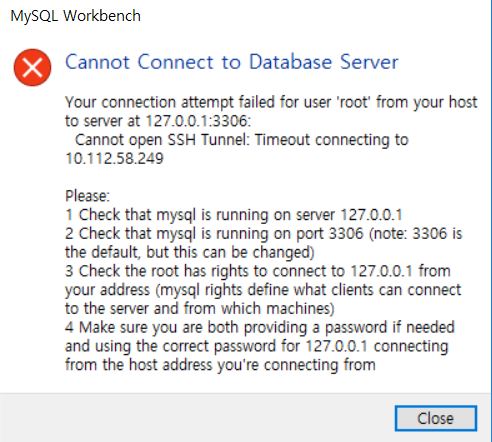 MySQL Workbench
Cannot Connect to Database Server
Your connection attempt failed for user 'root' from your host
to server at 127.0.0.1:3306:
Cannot open SSH Tunnel: Timeout connecting to
10.112.58.249
Please:
1 Check that mysql is running on server 127.0.0.1
2 Check that mysql is running on port 3306 (note: 3306 is
the default, but this can be changed)
3 Check the root has rights to connect to 127.0.0.1 from
your address (mysql rights define what clients can connect
to the server and from which machines)
4 Make sure you are both providing a password if needed
and using the correct password for 127.0.0.1 connecting
from the host address you're connecting from
Close